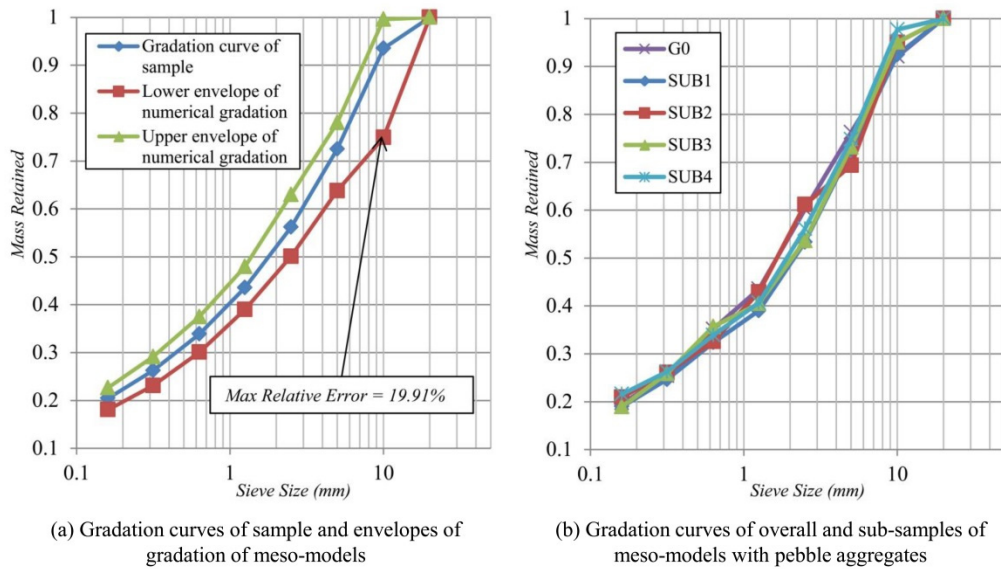 1
0.9
0.8
0.7
0.6
0.5
0.4
0.3
0.2
0.1
Mass Retained
Gradation curve of
sample
Lower envelope of
numerical gradation
Upper envelope of
numerical gradation
Max Relative Error = 19.91%
0.1
1
10
Sieve Size (mm)
(a) Gradation curves of sample and envelopes of
gradation of meso-models
1
0.9
0.8
0.7
0.6
0.5
0.4
0.3
0.2
0.1
Mass Retained
G0
SUB1
SUB2
SUB3
SUB4
0.1
1
10
Sieve Size (mm)
(b) Gradation curves of overall and sub-samples of
meso-models with pebble aggregates